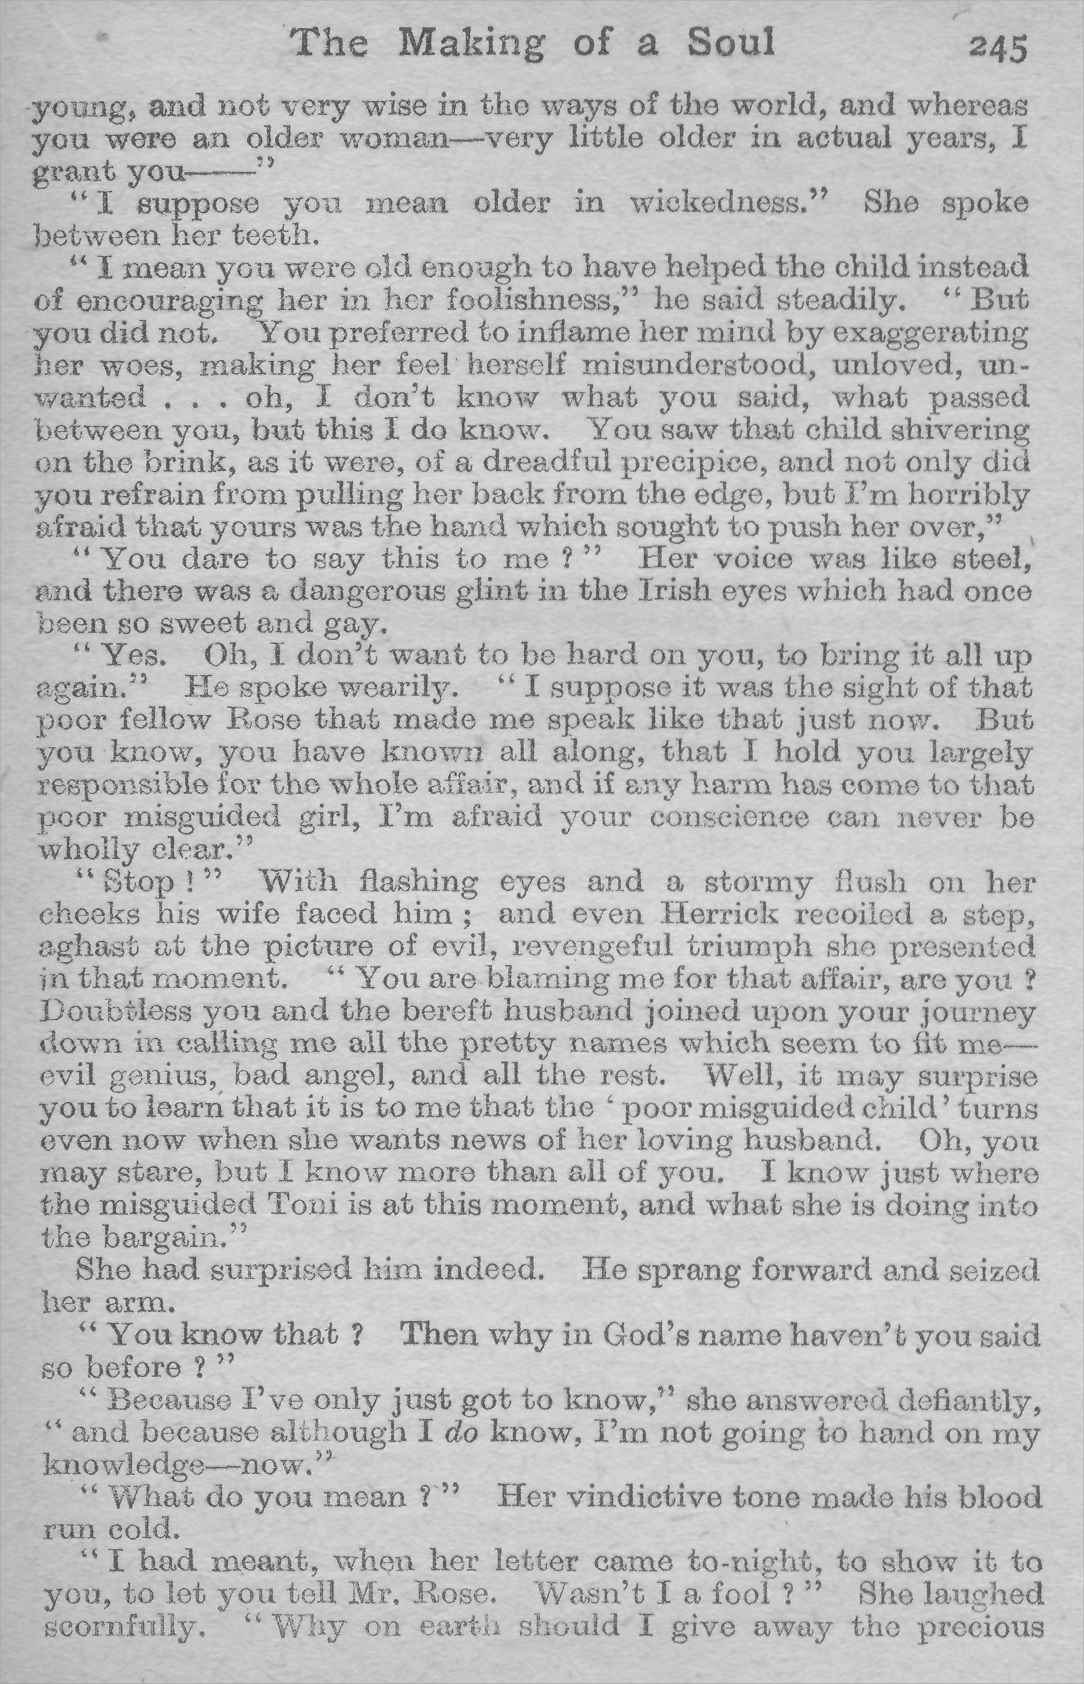 The Making of a Soul 245
young, and not very wise in the ways of the world, and whereas
you were an older woman—very little older in actual years, I
grant you——”
“I suppose you mean older in wickedness.” She spoke
between her teeth.
“I mean you were old enough to have helped the child instead
of encouraging her in her foolishness,” he said steadily. “But
you did not. You preferred to inflame her mind by exaggerating
her woes, making her feel herself misunderstood, unloved, un-
wanted . . . oh, I don’t know what you said, what passed
between you, but this I do know. You saw that child shivering
on the brink, as it were, of a dreadful precipice, and not only did
you refrain from pulling her back from the edge, but I’m horribly
afraid that yours was the hand which sought to push her over,”
“You dare to say this to me ?” Her voice was like steel,
and there was a dangerous glint in the Irish eyes which had once
been so sweet and gay.
“Yes. Oh, I don’t want to be hard on you, to bring it all up
again.” He spoke wearily. “I suppose it was the sight of that
poor fellow Rose that made me speak like that just now. But
you know, you have known all along, that I hold you largely
responsible for the whole affair, and if any harm has come to that
poor misguided girl, I’m afraid your conscience can never be
wholly clear.”
“Stop !” With flashing eyes and a stormy flush on her
cheeks his wife faced him ; and even Herrick recoiled a step,
aghast at the picture of evil, revengeful triumph she presented
in that moment. “You are blaming me for that affair, are you ?
Doubtless you and the bereft husband joined upon your journey
down in calling me all the pretty names which seem to fit me—
evil genius, bad angel, and all the rest. Well, it may surprise
you to learn that it is to me that the ‘poor misguided child’ turns
even now when she wants news of her loving husband. Oh, you
may stare, but I know more than all of you. I know just where
the misguided Toni is at this moment, and what she is doing into
the bargain.”
She had surprised him indeed. He sprang forward and seized
her arm.
“You know that ? Then why in God’s name haven’t you said
so before ?”
“Because I’ve only just got to know,” she answered defiantly,
“and because although I do know, I’m not going to hand on my
knowledge—now.”
“What do you mean ?” Her vindictive tone made his blood
run cold.
“I had meant, when her letter came to-night, to show it to
you, to let you tell Mr. Rose. Wasn’t I a fool ?” She laughed
scornfully. “Why on earth should I give away the precious